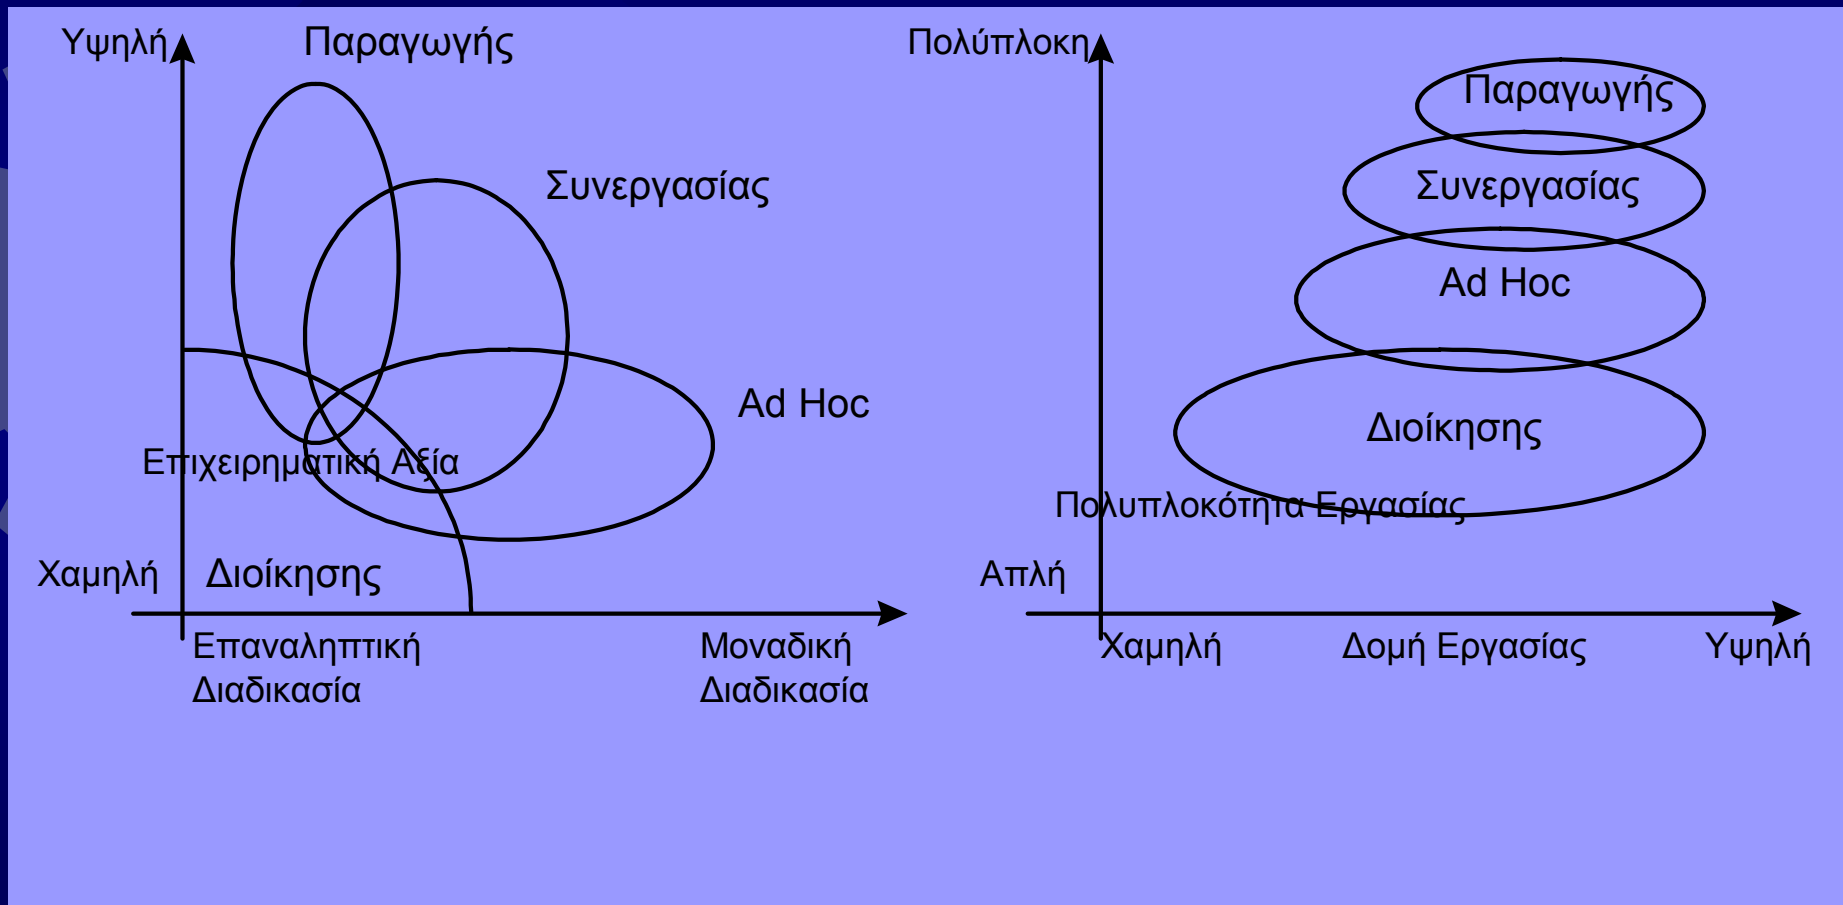 Υψηλή
Παραγωγής
Συνεργασίας
Ad Hoc
Επιχειρηματική Αξία
Χαμηλή
Διοίκησης
Επαναληπτική
Διαδικασία
Μοναδική
Διαδικασία
Πολύπλοκη
Παραγωγής
Συνεργασίας
Ad Hoc
Διοίκησης
Πολυπλοκότητα Εργασίας
Απλή
Χαμηλή
Δομή Εργασίας
Υψηλή